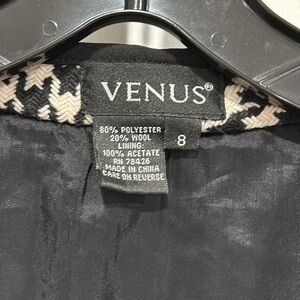 VENUS®
80% POLYESTER
20% WOOL
LINING:
100% ACETATE
RN 78426
MADE IN CHINA
CARE ON REVERSE
8